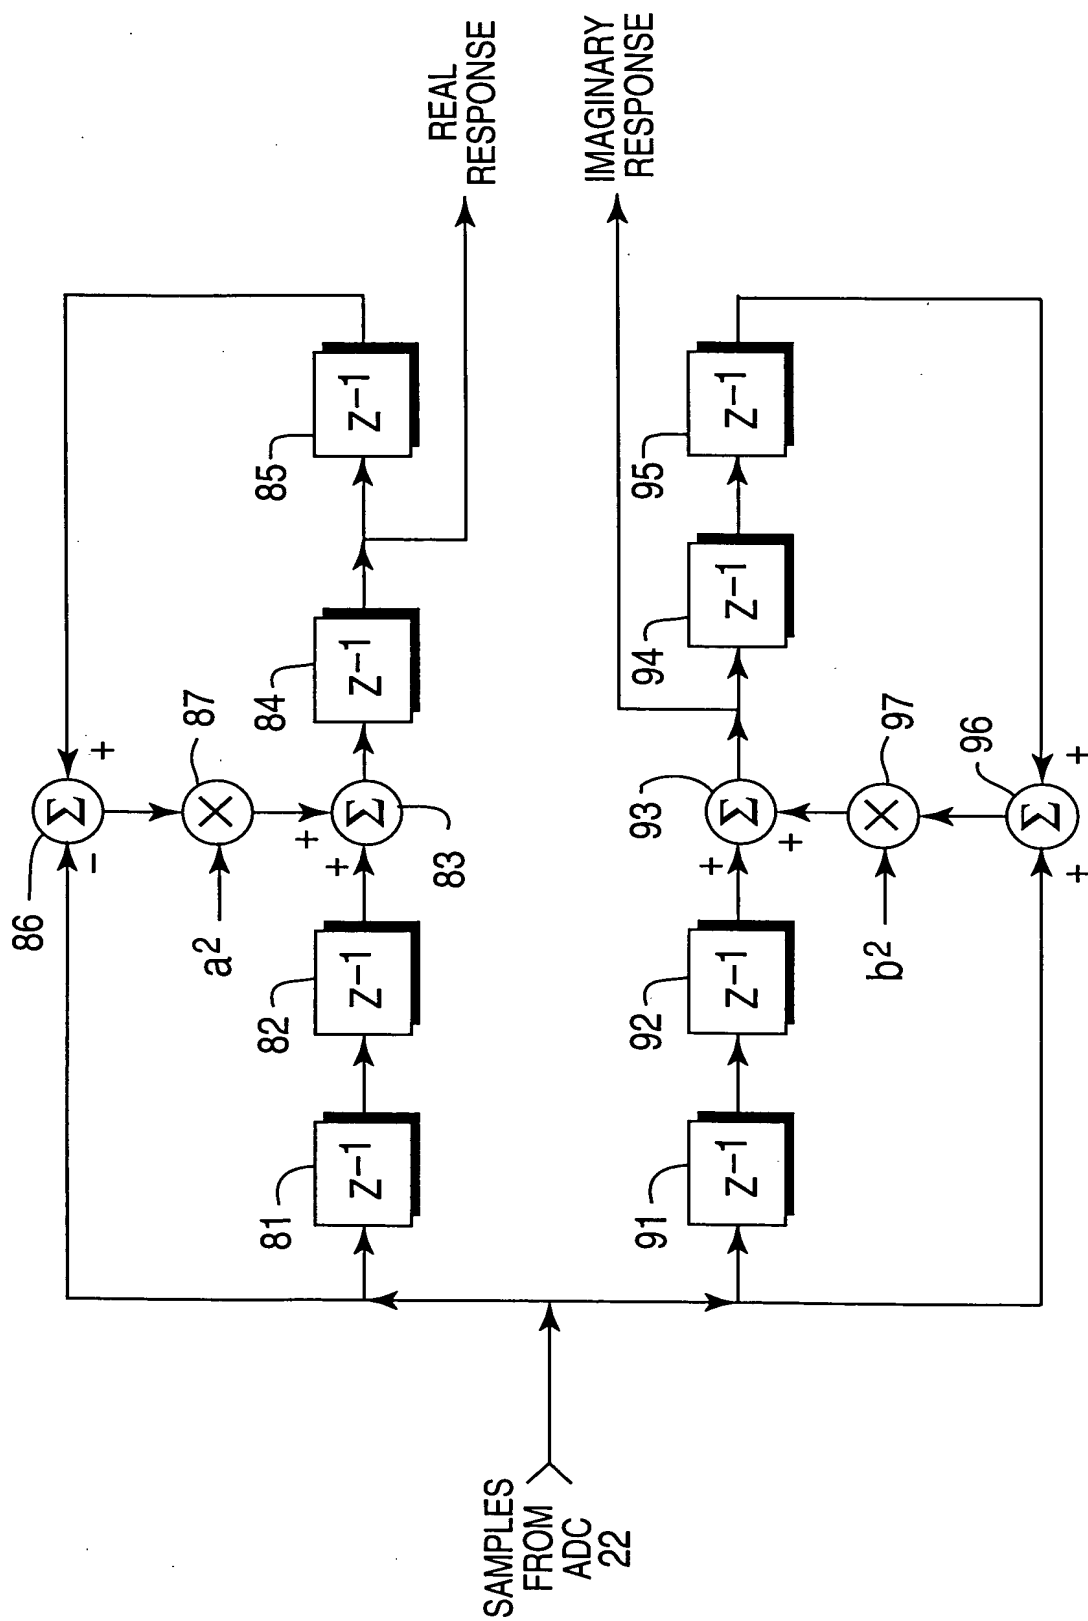 SAMPLES
FROM
ADC
22
86
-
+
a²
87
Σ
X
81
82
83
84
85
Z⁻¹
Z⁻¹
+
+
Σ
Z⁻¹
Z⁻¹
REAL
RESPONSE
91
92
93
94
95
Z⁻¹
Z⁻¹
+
+
Σ
Z⁻¹
Z⁻¹
IMAGINARY
RESPONSE
b²
X
97
+
Σ
+
96